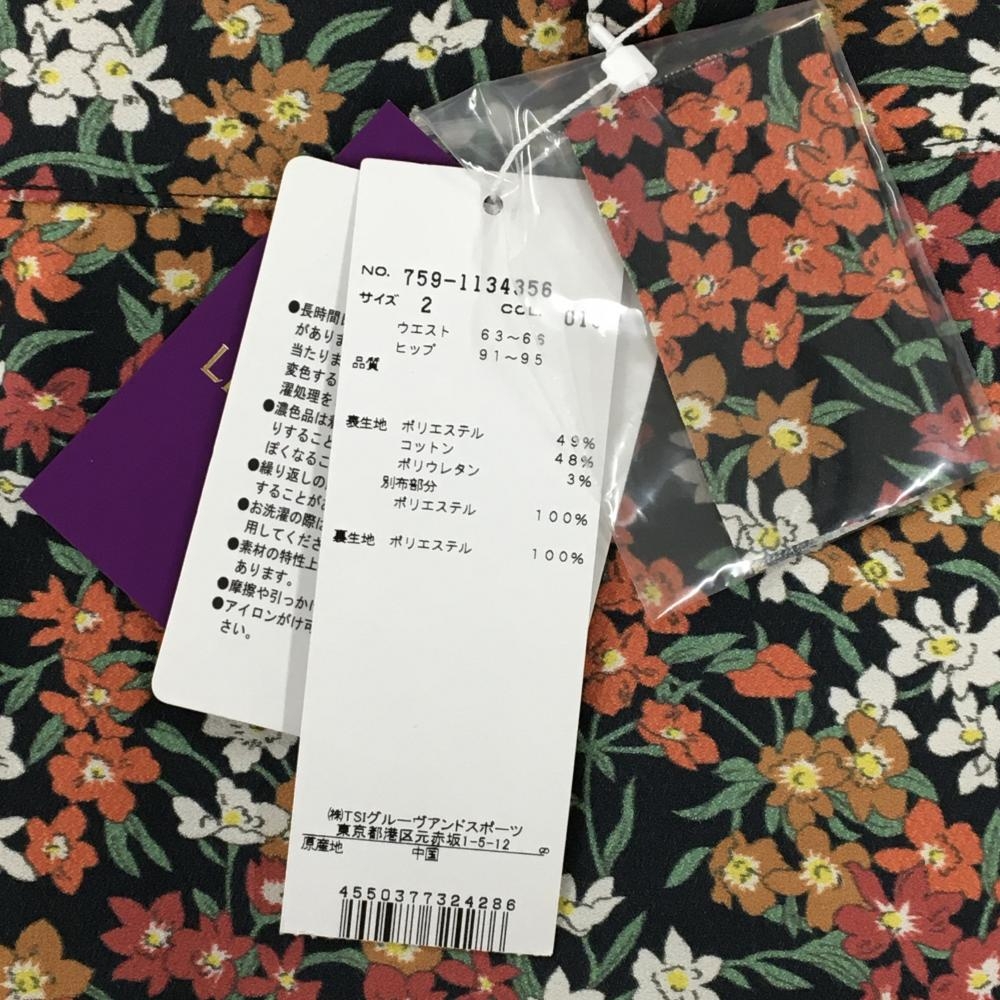 NO. 759-1134356
サイズ 2 COL. 01
ウエスト 63~66
ヒップ 91~95
品質
裏生地 ポリエステル 49%
コットン 48%
ポリウレタン 3%
別布部分
ポリエステル 100%
裏生地 ポリエステル 100%
㈱TSIグルーヴアンドスポーツ
東京都港区元赤坂1-5-12
原産地 中国
4550377324286
●長時間
があります
当たりま
変色する
濯処理を
●濃色品は
りすること
ぽくなるこ
●繰り返しの
することが
●お洗濯の際は
用してくださ
●素材の特性上
あります。
●摩擦や引っか
●アイロンがけ可
さい。
L